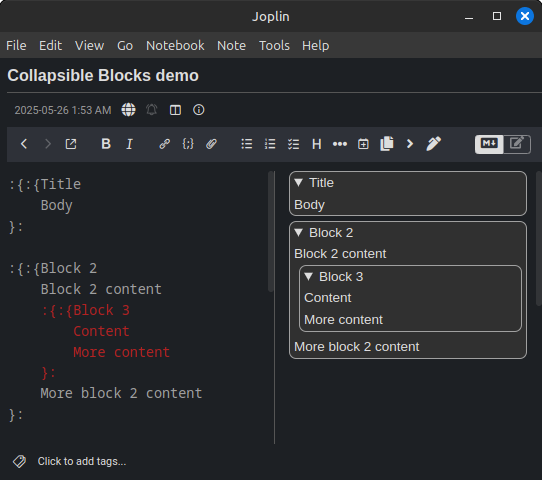 Joplin
File Edit View Go Notebook Note Tools Help
Collapsible Blocks demo
2025-05-26 1:53 AM
B I {;} H M↓
:{:{Title
Body
}:
:{:{Block 2
Block 2 content
:{:{Block 3
Content
More content
}:
More block 2 content
}:
Title
Body
Block 2
Block 2 content
Block 3
Content
More content
More block 2 content
Click to add tags...